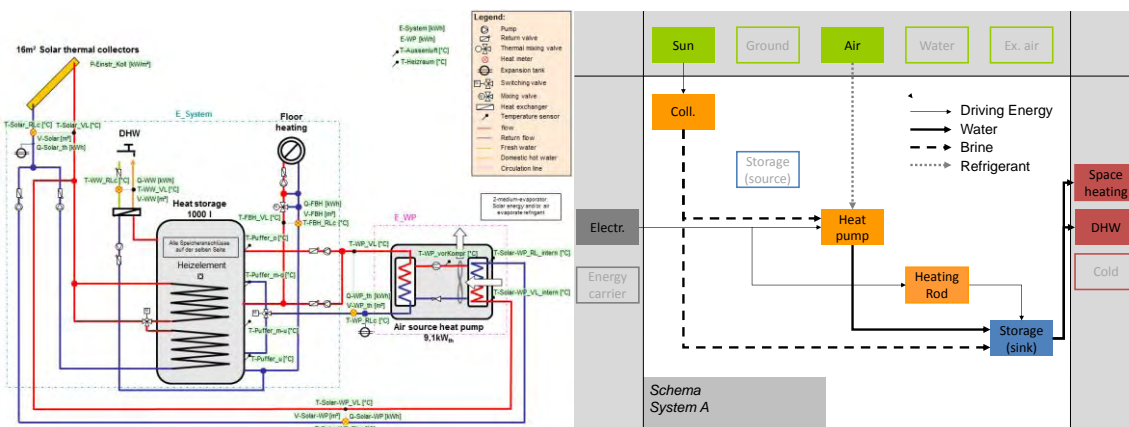 16m² Solar thermal collectors
P-Einstr_Koll [kW/m²]
E-System [kWh]
E-WP [kWh]
T-Aussenluft [°C]
T-Heizraum [°C]
Legend:
Pump
Return valve
Thermal mixing valve
Heat meter
Expansion tank
Switching valve
Mixing valve
Heat exchanger
Temperature sensor
flow
Return flow
Fresh water
Domestic hot water
Circulation line
E_System
T-Solar_RLc [°C]
T-Solar_VL [°C]
V-Solar [m³]
Q-Solar_th [kWh]
DHW
Floor
heating
T-WW_RLc [°C]
Q-WW [kWh]
T-WW_VL [°C]
V-WW [m³]
Heat storage
1000 l
Alle Speicheranschlüsse
auf der selben Seite
Heizelement
T-FBH_VL [°C]
Q-FBH [kWh]
V-FBH [m³]
T-FBH_RLc [°C]
2-medium-evaporator
Solar energy and/or air
evaporate refrigant
E_WP
T-Puffer_o [°C]
T-Puffer_m-o [°C]
T-Puffer_m-u [°C]
T-Puffer_u [°C]
T-WP_VL [°C]
T-WP_vorKompr [°C]
T-Solar-WP_RL_intern [°C]
T-Solar-WP_VL_intern [°C]
Q-WP_th [kWh]
V-WP_th [m³]
T-WP_RLc [°C]
Air source heat pump
9,1kWth
T-Solar-WP_VL [°C]
V-Solar-WP [m³]
Q-Solar-WP [kWh]
Sun
Ground
Air
Water
Ex. air
Coll.
Driving Energy
Water
Brine
Refrigerant
Storage
(source)
Space
heating
Electr.
Heat
pump
DHW
Energy
carrier
Heating
Rod
Cold
Storage
(sink)
Schema
System A